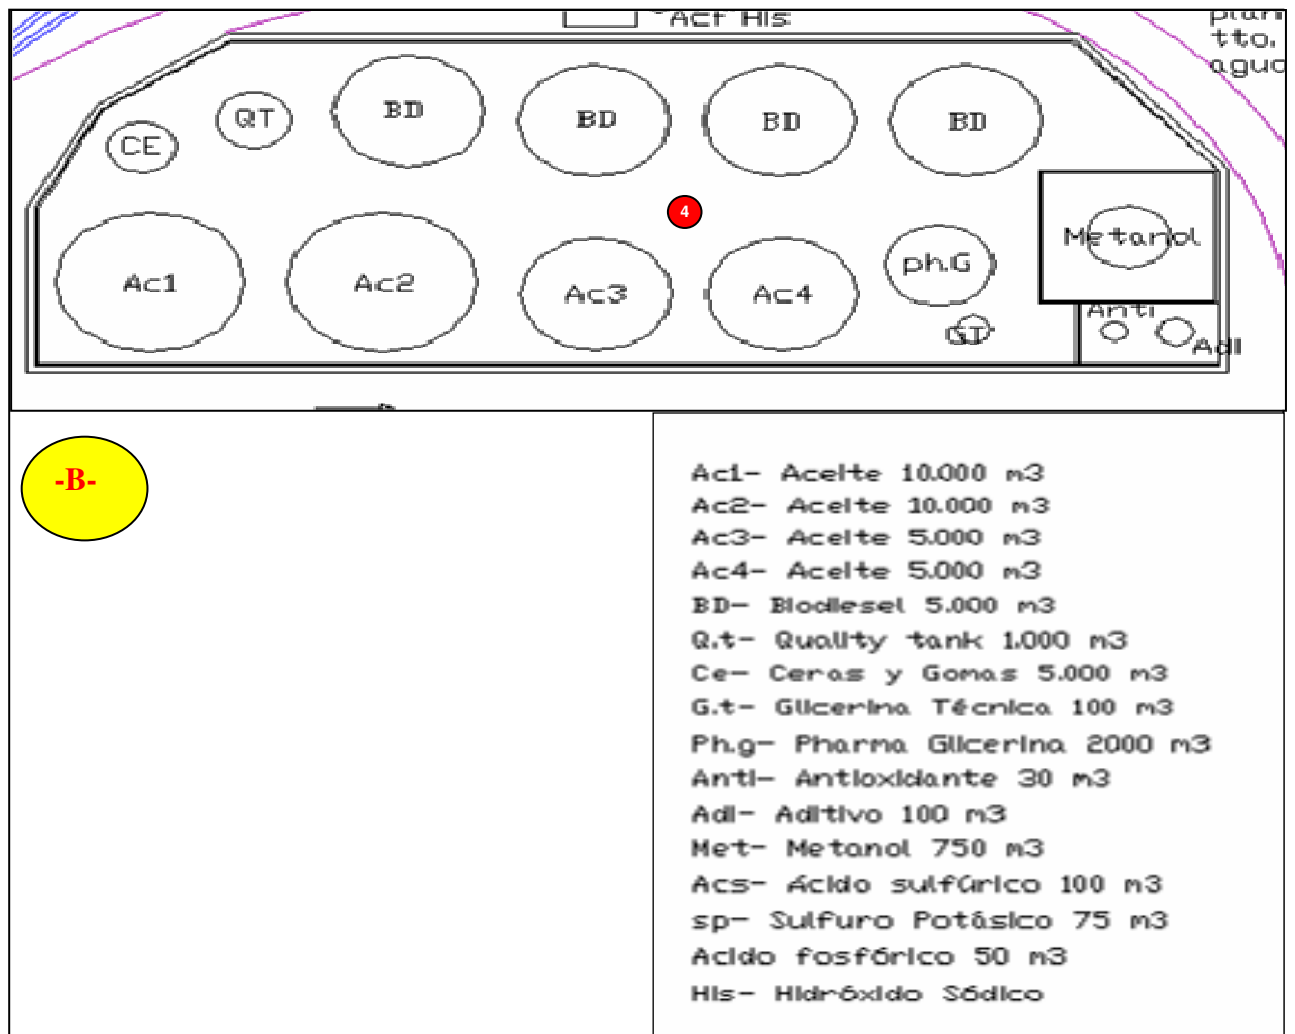 Acf His
plan
tto.
agua
QT
BD
BD
BD
BD
CE
4
Metanol
ph.G
Ac1
Ac2
Ac3
Ac4
Anti
GT
Adi
-B-
Ac1- Aceite 10.000 m3
Ac2- Aceite 10.000 m3
Ac3- Aceite 5.000 m3
Ac4- Aceite 5.000 m3
BD- Biodiesel 5.000 m3
Q.t- Quality tank 1.000 m3
Ce- Ceras y Gomas 5.000 m3
G.t- Glicerina Técnica 100 m3
Ph.g- Pharma Glicerina 2000 m3
Anti- Antioxidante 30 m3
Adi- Aditivo 100 m3
Met- Metanol 750 m3
Acs- Ácido sulfúrico 100 m3
sp- Sulfuro Potásico 75 m3
Acido fosfórico 50 m3
His- Hidróxido Sódico